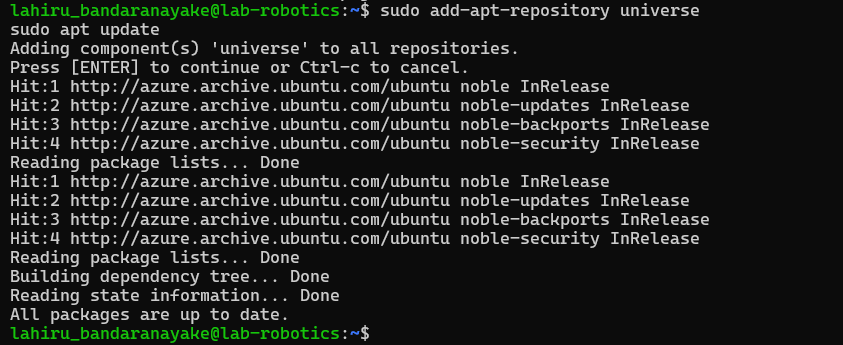 lahiru_bandaranayake@lab-robotics:~$ sudo add-apt-repository universe
sudo apt update
Adding component(s) 'universe' to all repositories.
Press [ENTER] to continue or Ctrl-c to cancel.
Hit:1 http://azure.archive.ubuntu.com/ubuntu noble InRelease
Hit:2 http://azure.archive.ubuntu.com/ubuntu noble-updates InRelease
Hit:3 http://azure.archive.ubuntu.com/ubuntu noble-backports InRelease
Hit:4 http://azure.archive.ubuntu.com/ubuntu noble-security InRelease
Reading package lists... Done
Hit:1 http://azure.archive.ubuntu.com/ubuntu noble InRelease
Hit:2 http://azure.archive.ubuntu.com/ubuntu noble-updates InRelease
Hit:3 http://azure.archive.ubuntu.com/ubuntu noble-backports InRelease
Hit:4 http://azure.archive.ubuntu.com/ubuntu noble-security InRelease
Reading package lists... Done
Building dependency tree... Done
Reading state information... Done
All packages are up to date.
lahiru_bandaranayake@lab-robotics:~$